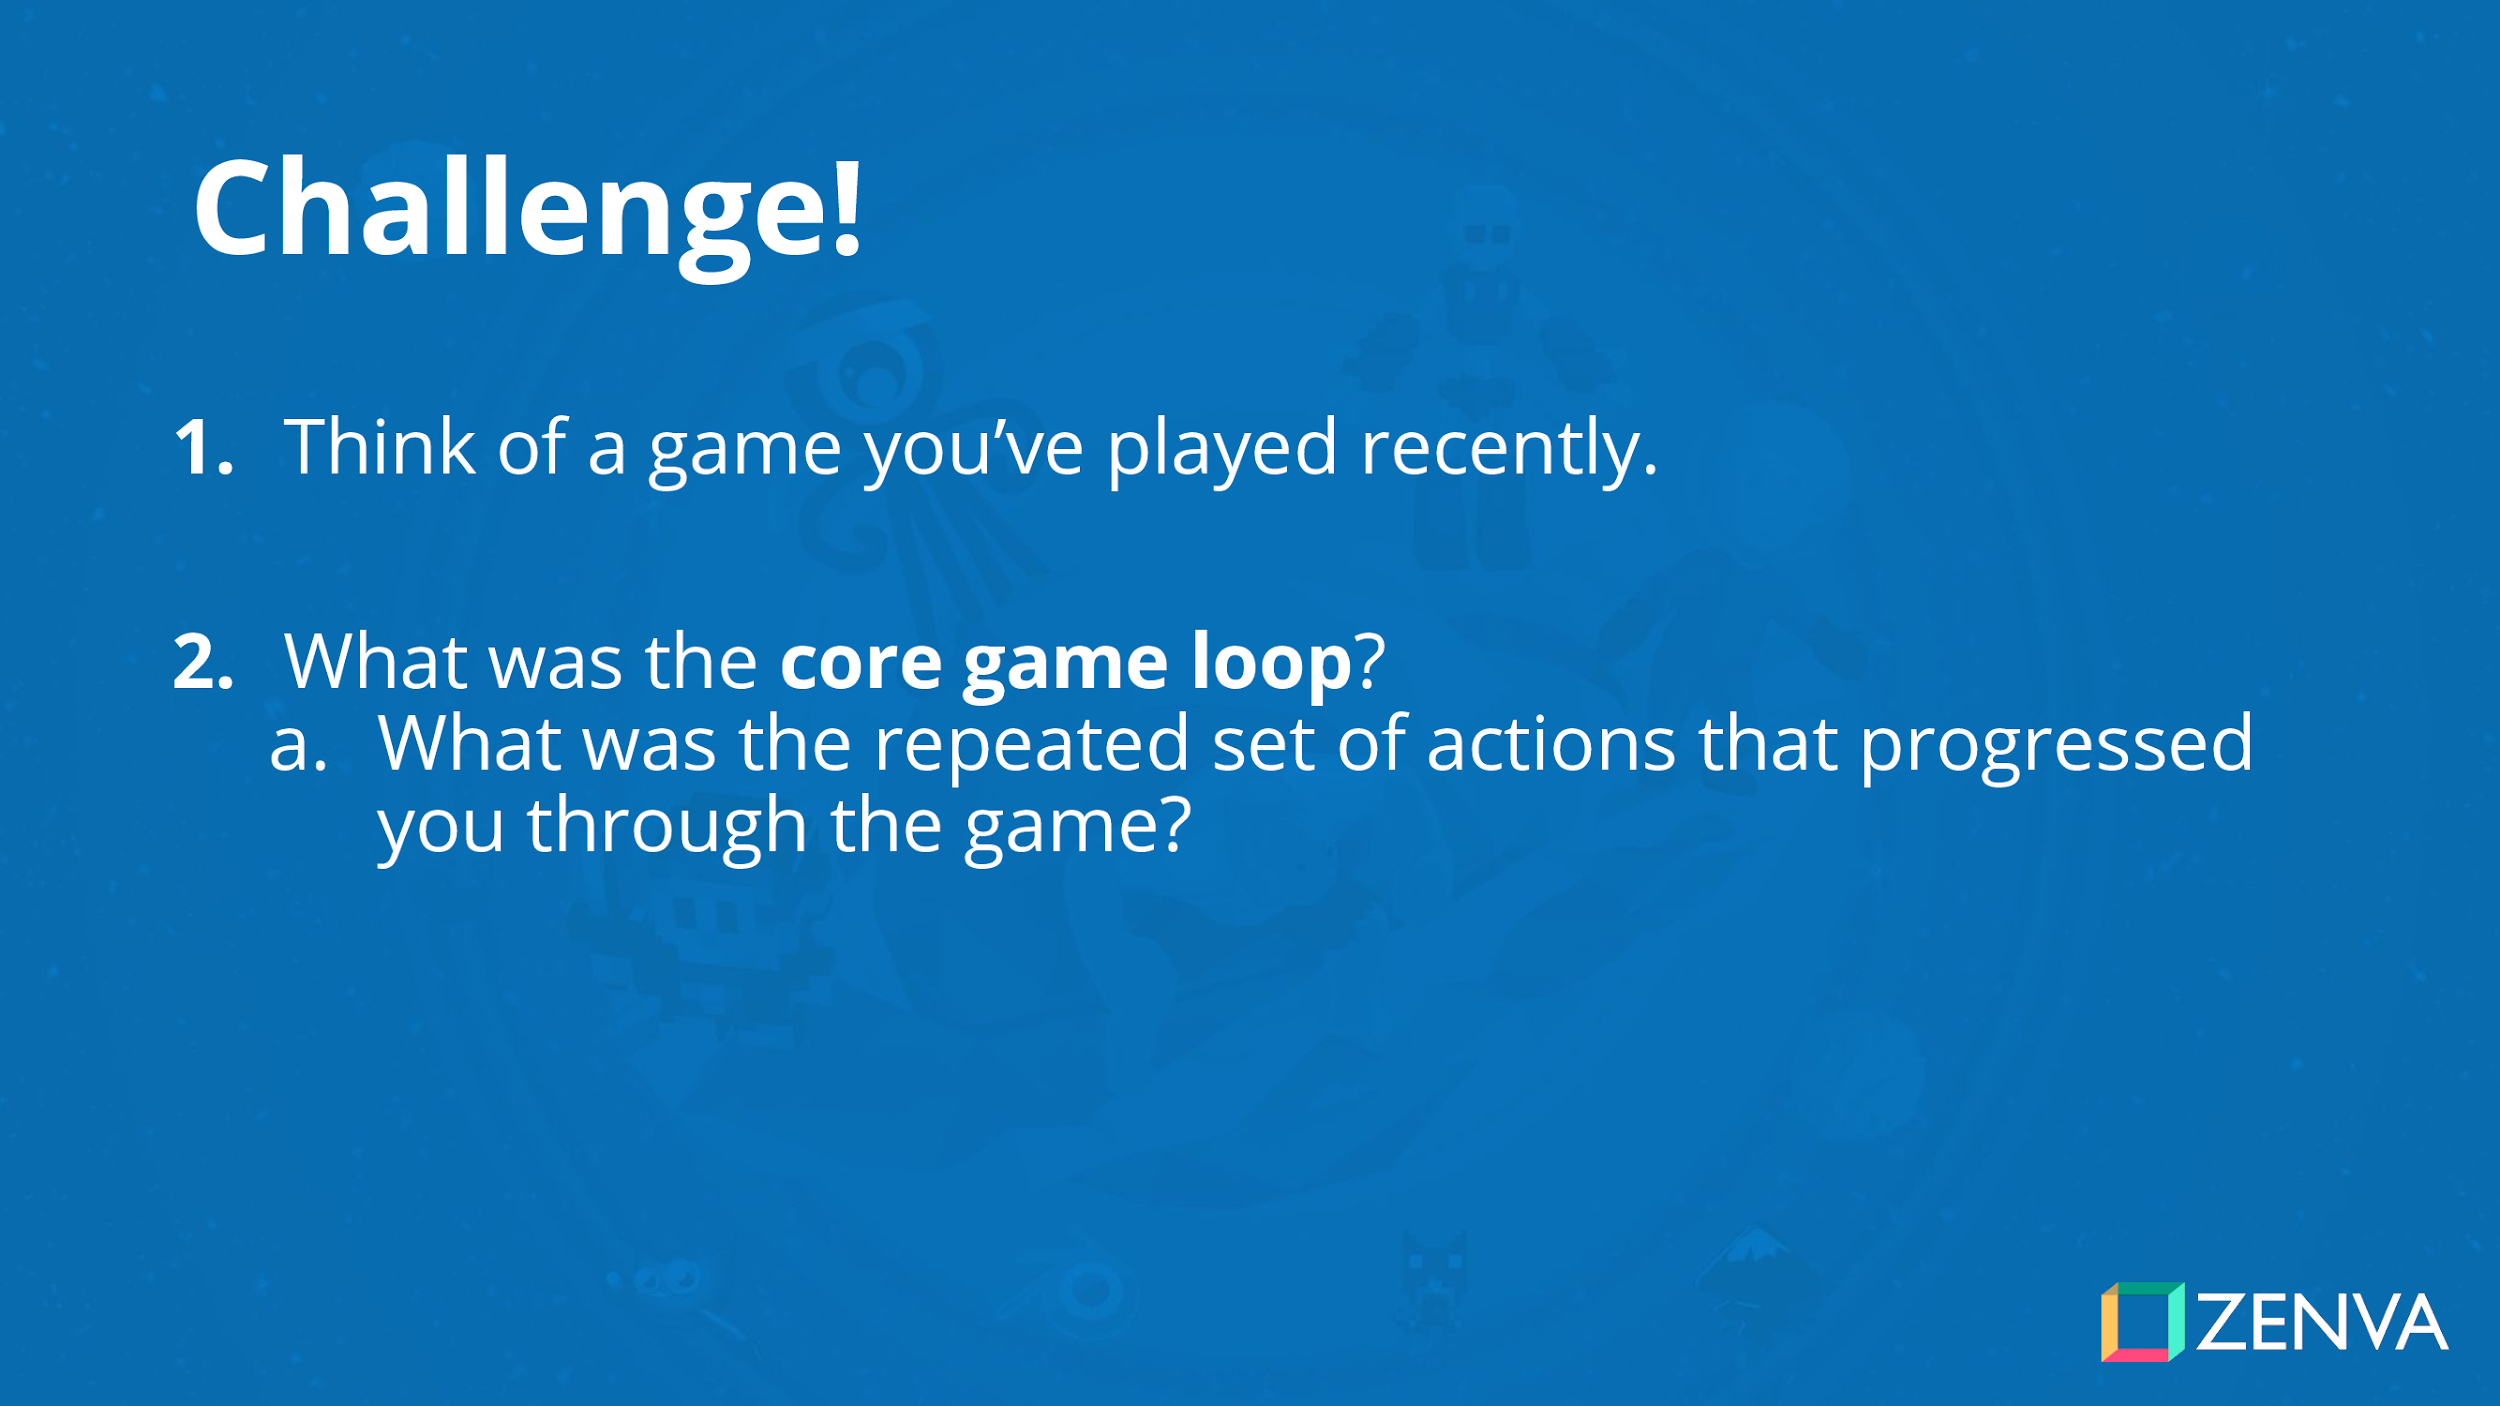 Challenge!
1. Think of a game you’ve played recently.
2. What was the core game loop?
a. What was the repeated set of actions that progressed
you through the game?
ZENVA